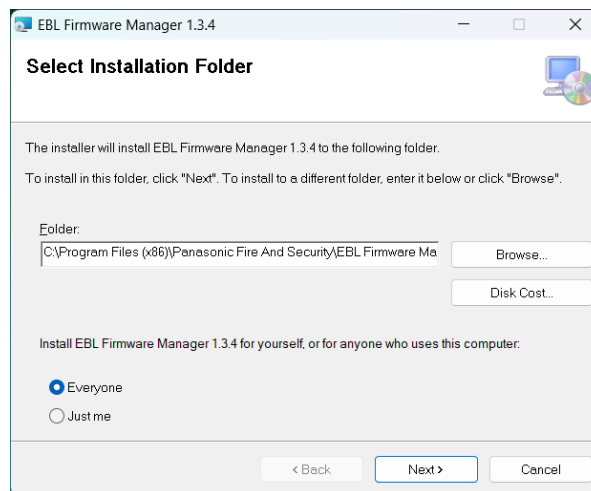 EBL Firmware Manager 1.3.4
Select Installation Folder
The installer will install EBL Firmware Manager 1.3.4 to the following folder.
To install in this folder, click "Next". To install to a different folder, enter it below or click "Browse".
Folder:
C:\Program Files (x86)\Panasonic Fire And Security\EBL Firmware Ma
Browse...
Disk Cost...
Install EBL Firmware Manager 1.3.4 for yourself, or for anyone who uses this computer:
Everyone
Just me
< Back Next > Cancel